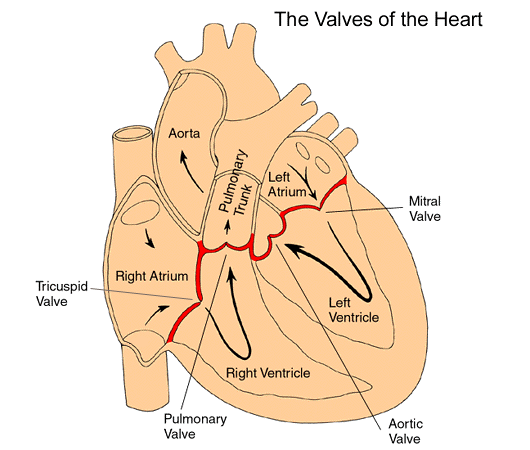 The Valves of the Heart
Aorta
Pulmonary
Trunk
Left
Atrium
Mitral
Valve
Right Atrium
Tricuspid
Valve
Left
Ventricle
Right Ventricle
Pulmonary
Valve
Aortic
Valve